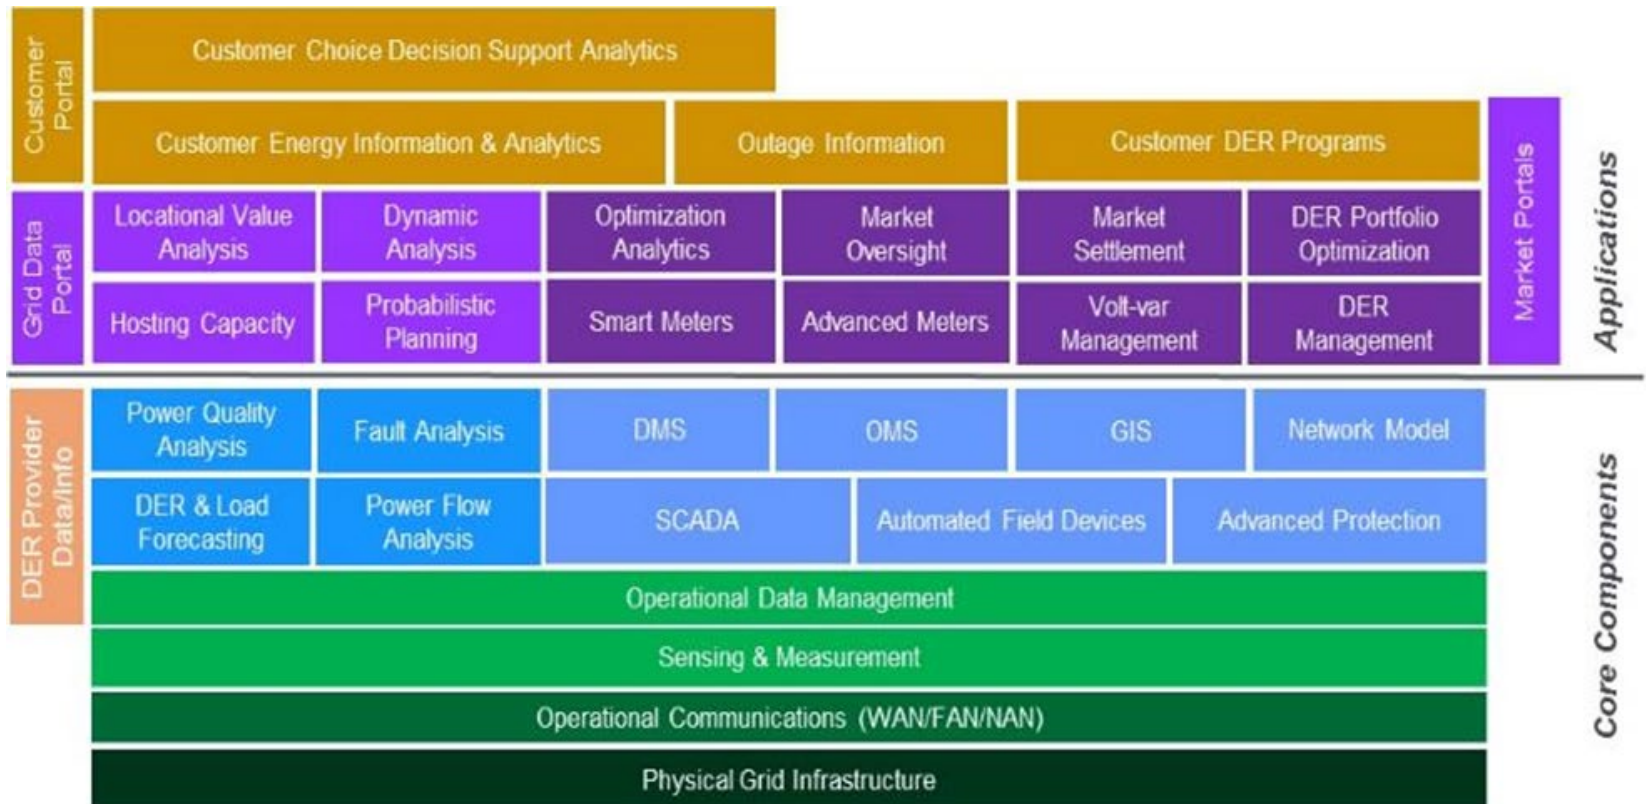 Customer
Portal
Customer Choice Decision Support Analytics
Customer Energy Information & Analytics
Outage Information
Customer DER Programs
Market Portals
Applications
Grid Data
Portal
Locational Value
Analysis
Dynamic
Analysis
Optimization
Analytics
Market
Oversight
Market
Settlement
DER Portfolio
Optimization
Hosting Capacity
Probabilistic
Planning
Smart Meters
Advanced Meters
Volt-var
Management
DER
Management
DER Provider
Data/Info
Power Quality
Analysis
Fault Analysis
DMS
OMS
GIS
Network Model
Core Components
DER & Load
Forecasting
Power Flow
Analysis
SCADA
Automated Field Devices
Advanced Protection
Operational Data Management
Sensing & Measurement
Operational Communications (WAN/FAN/NAN)
Physical Grid Infrastructure